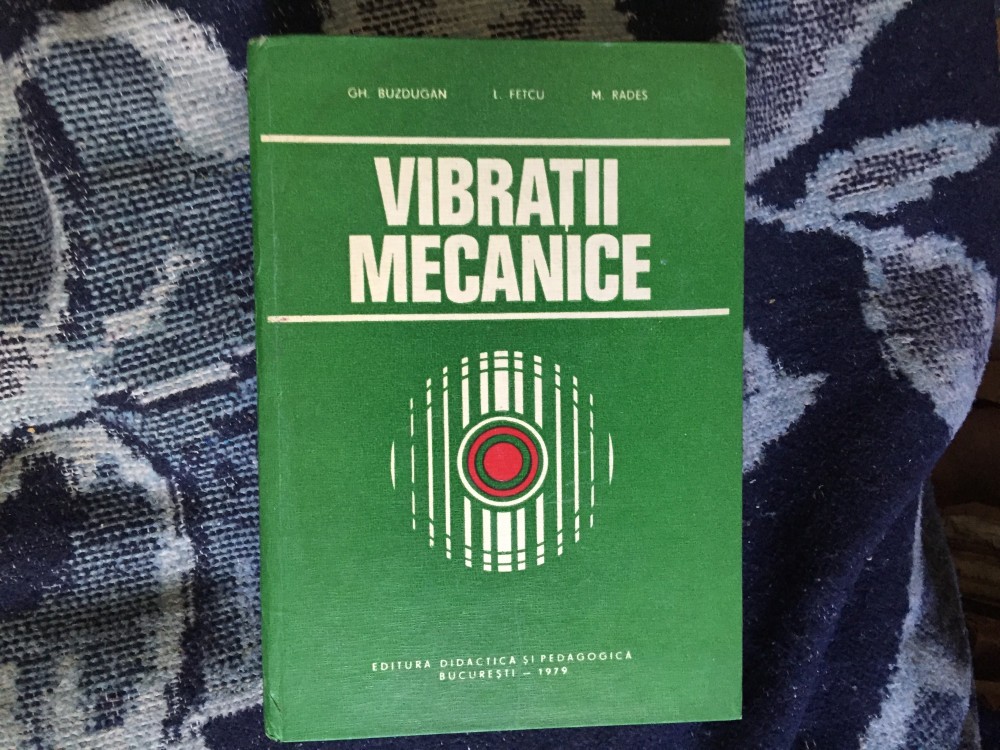 GH. BUZDUGAN L. FETCU M. RADEȘ
VIBRAȚII
MECANICE
EDITURA DIDACTICĂ ȘI PEDAGOGICĂ
BUCUREȘTI — 1979